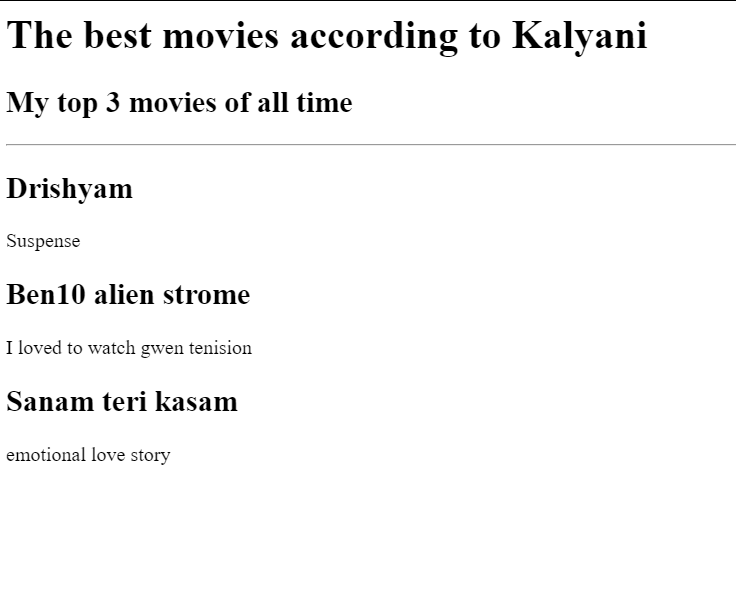 The best movies according to Kalyani
My top 3 movies of all time
Drishyam
Suspense
Ben10 alien strome
I loved to watch gwen tenision
Sanam teri kasam
emotional love story